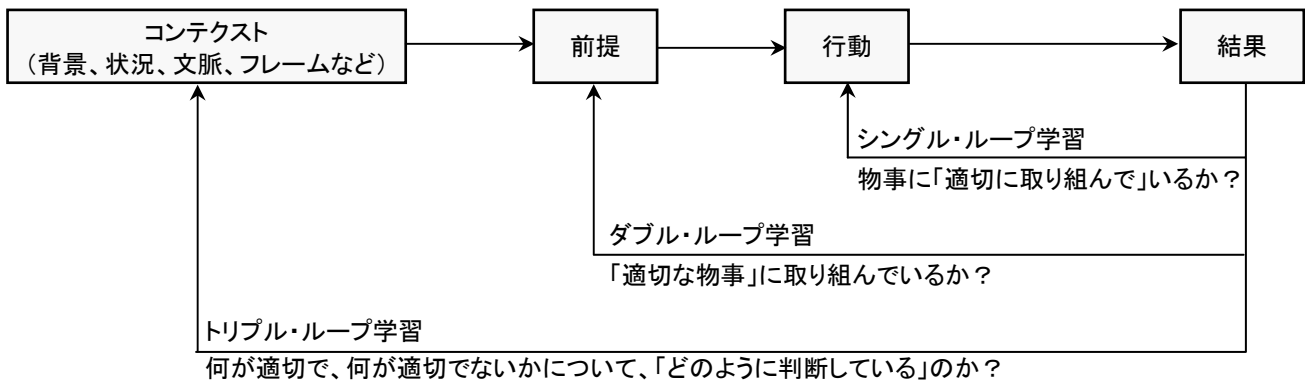 コンテクスト
（背景、状況、文脈、フレームなど）
前提
行動
結果
シングル・ループ学習
物事に「適切に取り組んで」いるか？
ダブル・ループ学習
「適切な物事」に取り組んでいるか？
トリプル・ループ学習
何が適切で、何が適切でないかについて、「どのように判断している」のか？